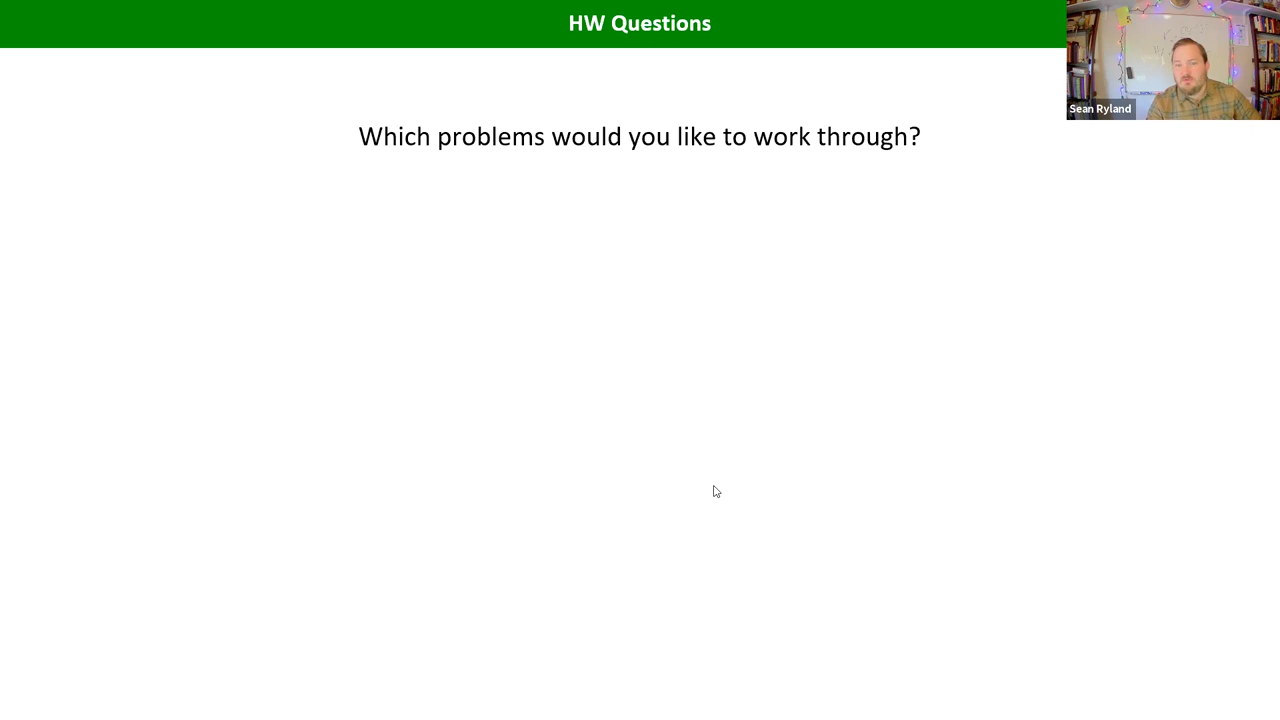 HW Questions
Sean Ryland
Which problems would you like to work through?